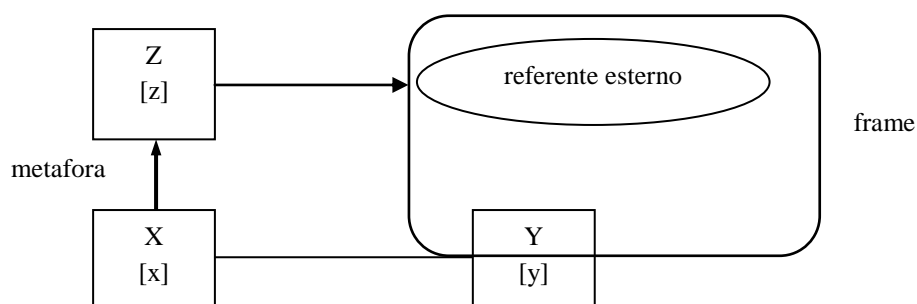 Z
[z]
referente esterno
frame
metafora
X
[x]
Y
[y]